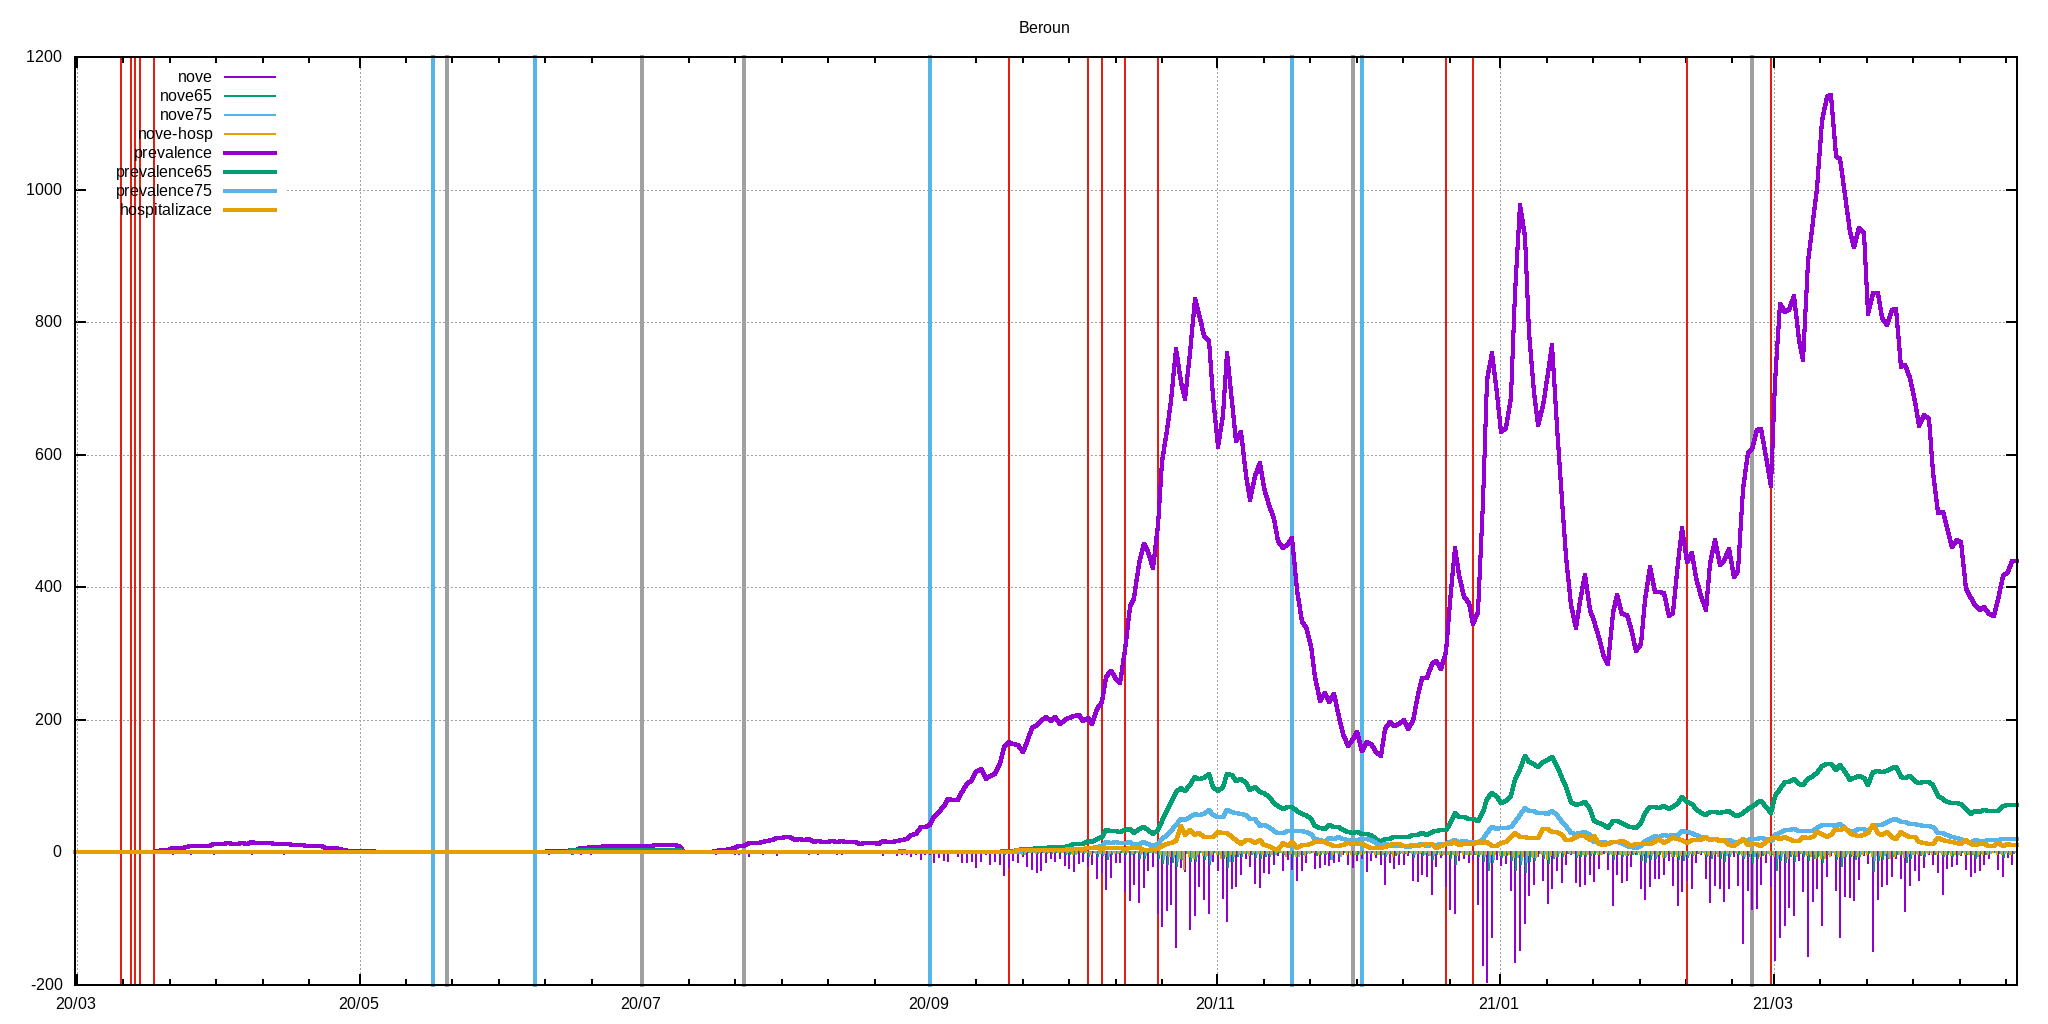 Beroun
1200
1000
800
600
400
200
0
-200
nove
nove65
nove75
nove-hosp
prevalence
prevalence65
prevalence75
hospitalizace
20/03 20/05 20/07 20/09 20/11 21/01 21/03